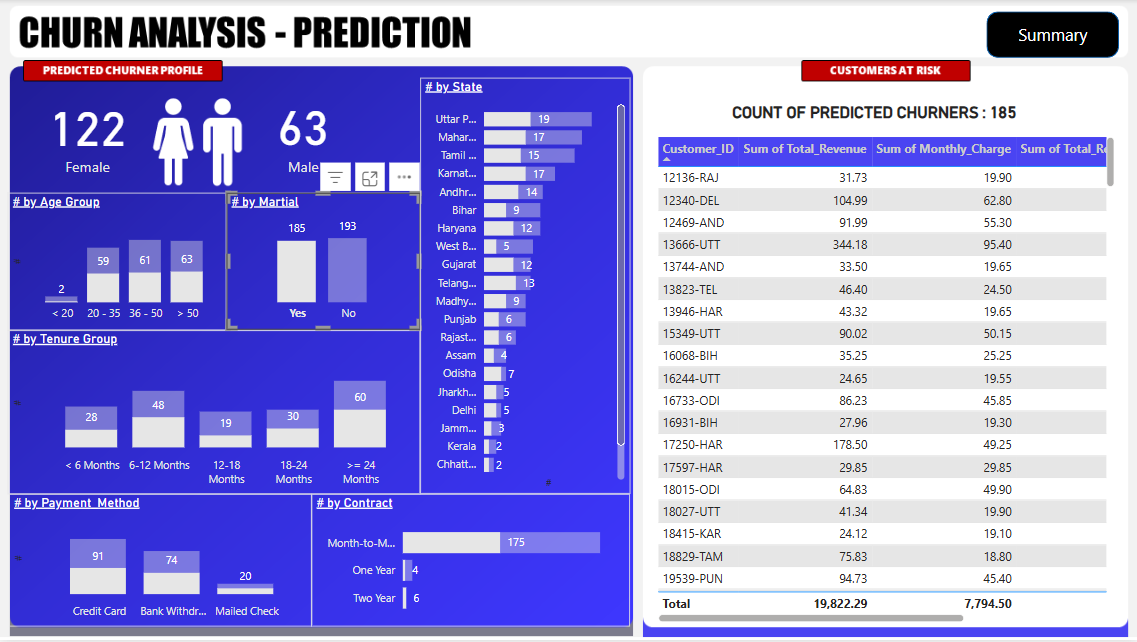 CHURN ANALYSIS - PREDICTION
Summary
PREDICTED CHURNER PROFILE
122
Female
63
Male
# by Age Group
2
59
61
63
< 20
20 - 35
36 - 50
> 50
# by Martial
185
193
Yes
No
# by Tenure Group
28
48
19
30
60
< 6 Months
6-12 Months
12-18 Months
18-24 Months
>= 24 Months
# by Payment_Method
91
74
20
Credit Card
Bank Withdr...
Mailed Check
# by Contract
Month-to-M... 175
One Year 4
Two Year 6
# by State
Uttar P... 19
Mahar... 17
Tamil ... 15
Karnat... 17
Andhr... 14
Bihar 9
Haryana 12
West B... 5
Gujarat 12
Telang... 13
Madhy... 9
Punjab 6
Rajast... 6
Assam 4
Odisha 7
Jharkh... 5
Delhi 5
Jamm... 3
Kerala 2
Chhatt... 2
#
CUSTOMERS AT RISK
COUNT OF PREDICTED CHURNERS : 185
Customer_ID Sum of Total_Revenue Sum of Monthly_Charge Sum of Total_Re
12136-RAJ 31.73 19.90
12340-DEL 104.99 62.80
12469-AND 91.99 55.30
13666-UTT 344.18 95.40
13744-AND 33.50 19.65
13823-TEL 46.40 24.50
13946-HAR 43.32 19.65
15349-UTT 90.02 50.15
16068-BIH 35.25 25.25
16244-UTT 24.65 19.55
16733-ODI 86.23 45.85
16931-BIH 27.96 19.30
17250-HAR 178.50 49.25
17597-HAR 29.85 29.85
18015-ODI 64.83 49.90
18027-UTT 41.34 19.90
18415-KAR 24.12 19.10
18829-TAM 75.83 18.80
19539-PUN 94.73 45.40
Total 19,822.29 7,794.50